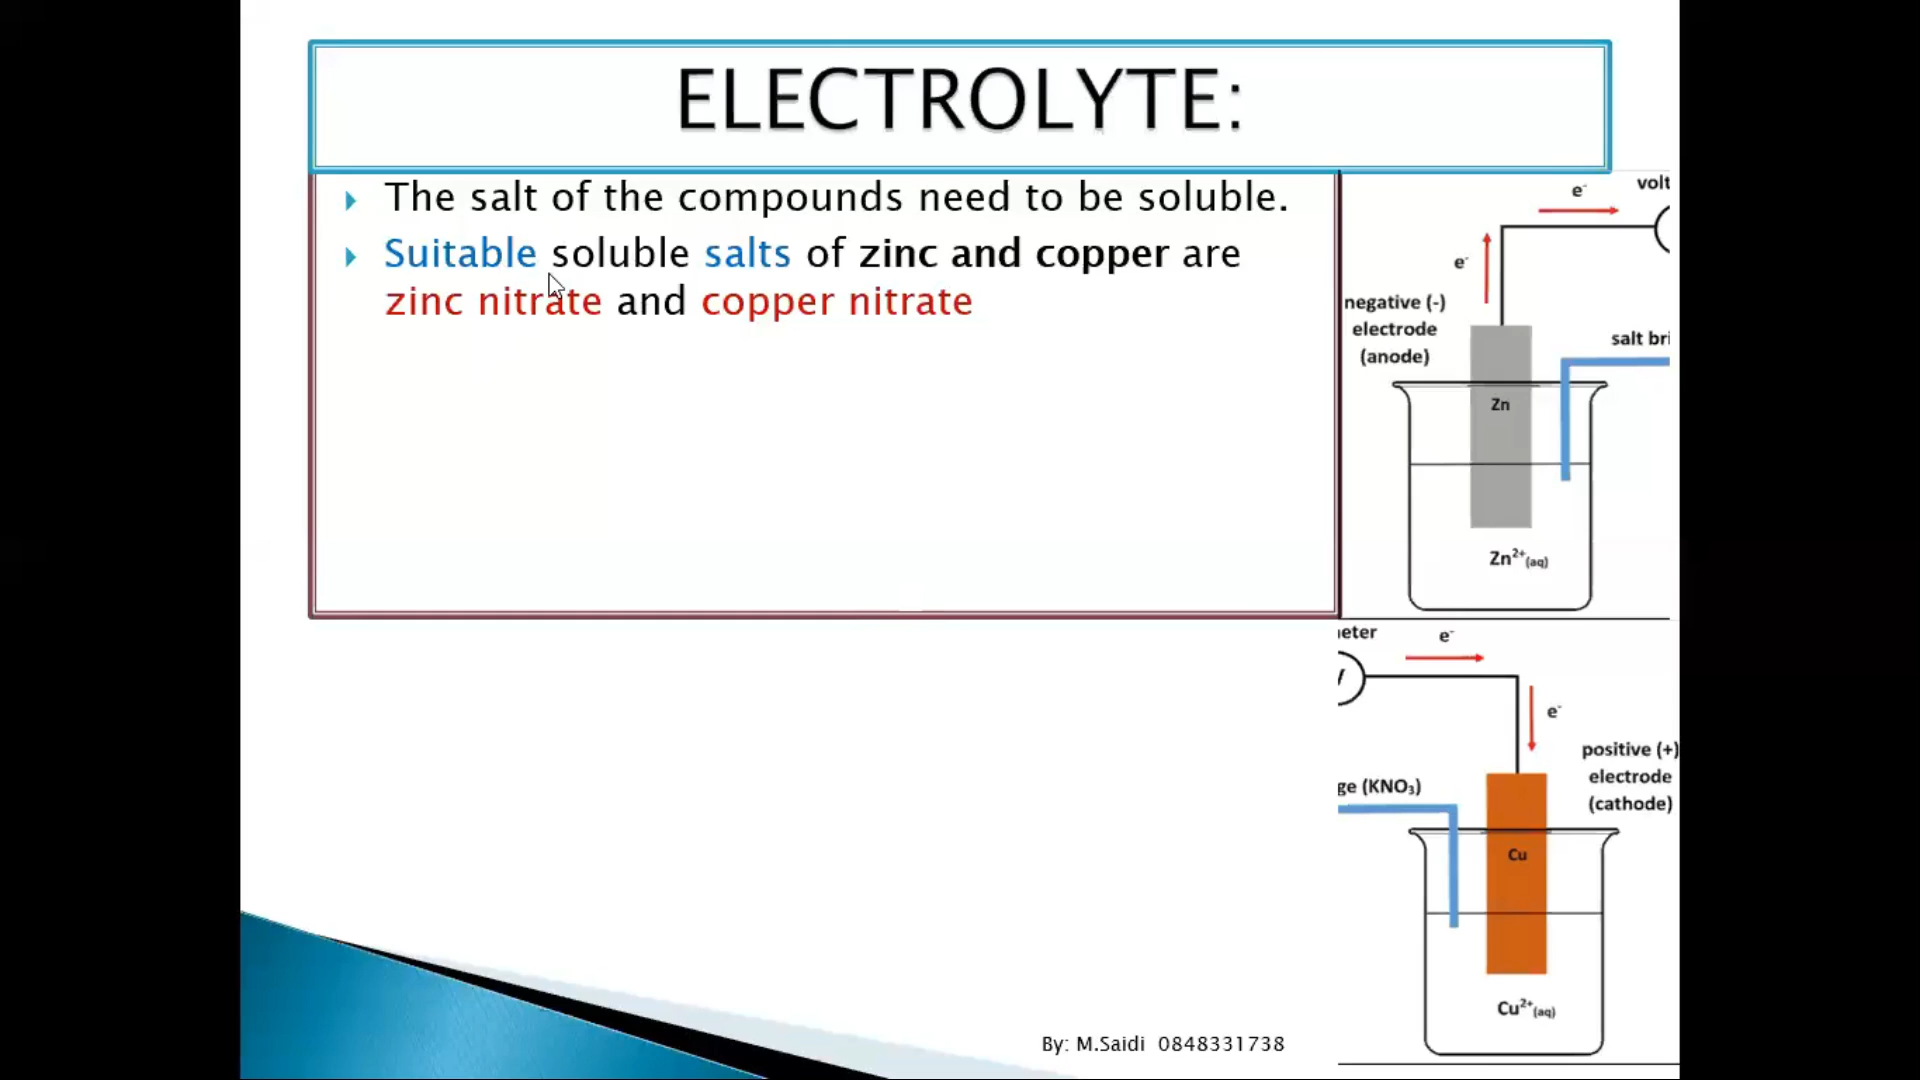 ELECTROLYTE:
The salt of the compounds need to be soluble.
Suitable soluble salts of zinc and copper are
zinc nitrate and copper nitrate
e⁻
volt
e⁻
negative (-)
electrode
(anode)
salt bri
Zn
Zn²⁺(aq)
eter
e⁻
V
e⁻
positive (+)
electrode
(cathode)
ge (KNO₃)
Cu
Cu²⁺(aq)
By: M.Saidi 0848331738